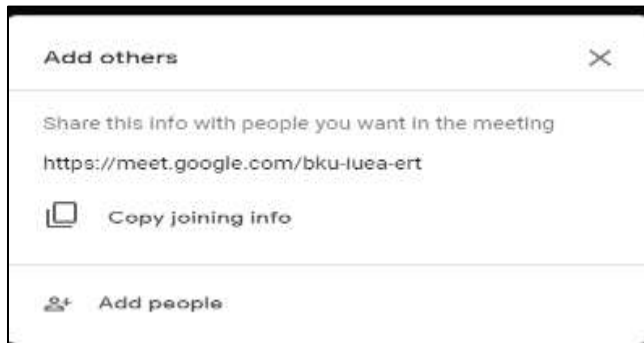 Add others
Share this info with people you want in the meeting
https://meet.google.com/bku-iuea-ert
Copy joining info
Add people